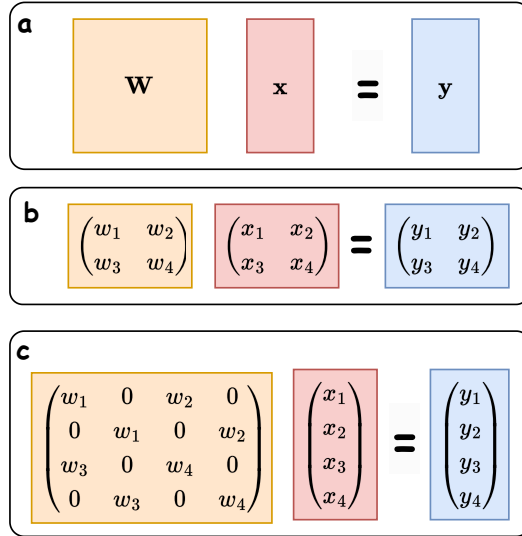 a
W x = y
b
(w₁ w₂) (x₁ x₂) = (y₁ y₂)
(w₃ w₄) (x₃ x₄) (y₃ y₄)
c
(w₁ 0 w₂ 0) (x₁) = (y₁)
(0 w₁ 0 w₂) (x₂) (y₂)
(w₃ 0 w₄ 0) (x₃) (y₃)
(0 w₃ 0 w₄) (x₄) (y₄)